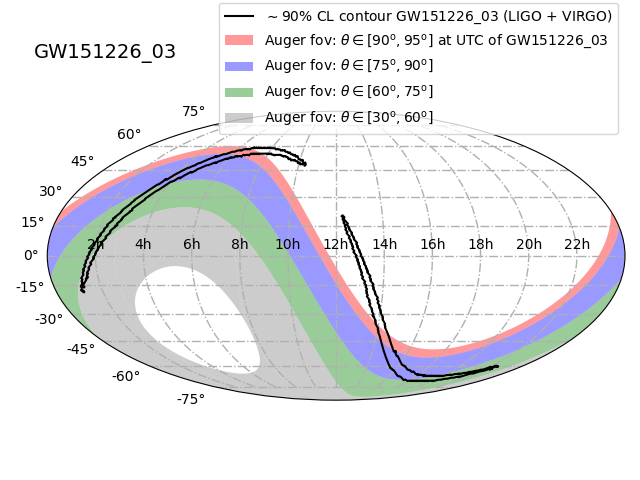 ~90% CL contour GW151226_03 (LIGO + VIRGO)
Auger fov: θ ∈ [90°, 95°] at UTC of GW151226_03
Auger fov: θ ∈ [75°, 90°]
Auger fov: θ ∈ [60°, 75°]
Auger fov: θ ∈ [30°, 60°]
GW151226_03
75°
60°
45°
30°
15°
0°
2h 4h 6h 8h 10h 12h 14h 16h 18h 20h 22h
-15°
-30°
-45°
-60°
-75°